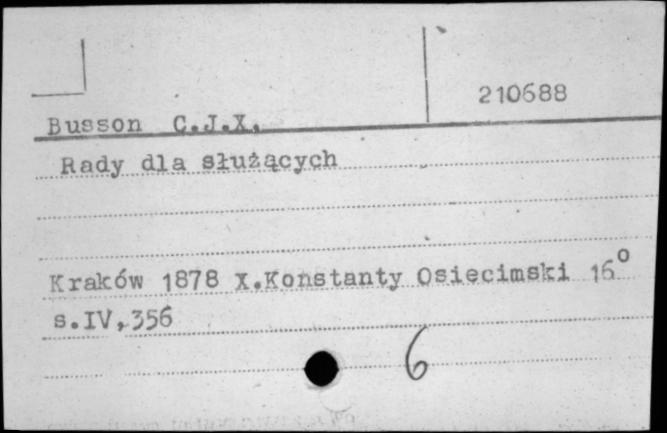 210688
Busson C.J.X.
Rady dla służących
Kraków 1878 X.Konstanty Osiecimski 16°
s.IV,356
6